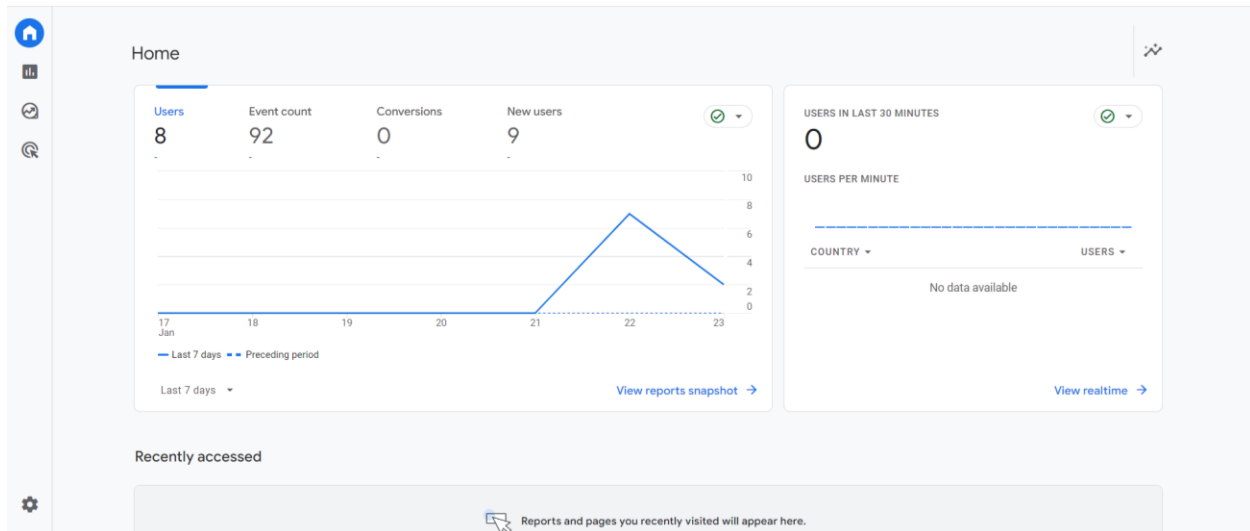 Home
Users Event count Conversions New users
8 92 0 9
- - - -
10
8
6
4
2
0
17 18 19 20 21 22 23
Jan
Last 7 days Preceding period
Last 7 days View reports snapshot
USERS IN LAST 30 MINUTES
0
USERS PER MINUTE
COUNTRY USERS
No data available
View realtime
Recently accessed
Reports and pages you recently visited will appear here.